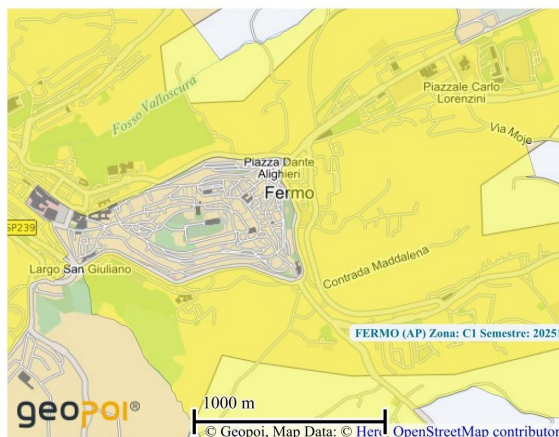 Fosso Valloscura
Piazzale Carlo
Lorenzini
Via Moje
Piazza Dante
Alighieri
Fermo
SP239
Largo San Giuliano
Contrada Maddalena
FERMO (AP) Zona: C1 Semestre: 20251
geopoi®
1000 m
© Geopoi, Map Data: © Here, OpenStreetMap contributor